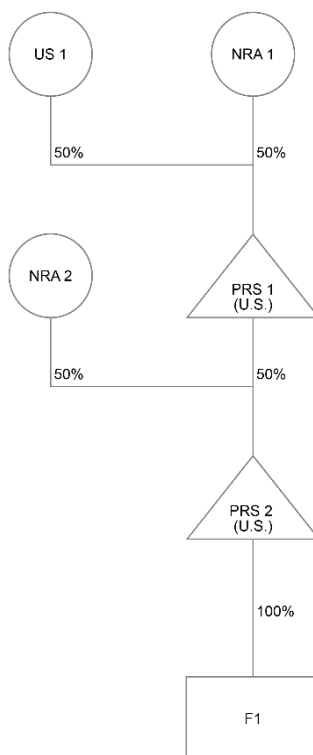 US 1
NRA 1
50%
50%
NRA 2
PRS 1
(U.S.)
50%
50%
PRS 2
(U.S.)
100%
F1